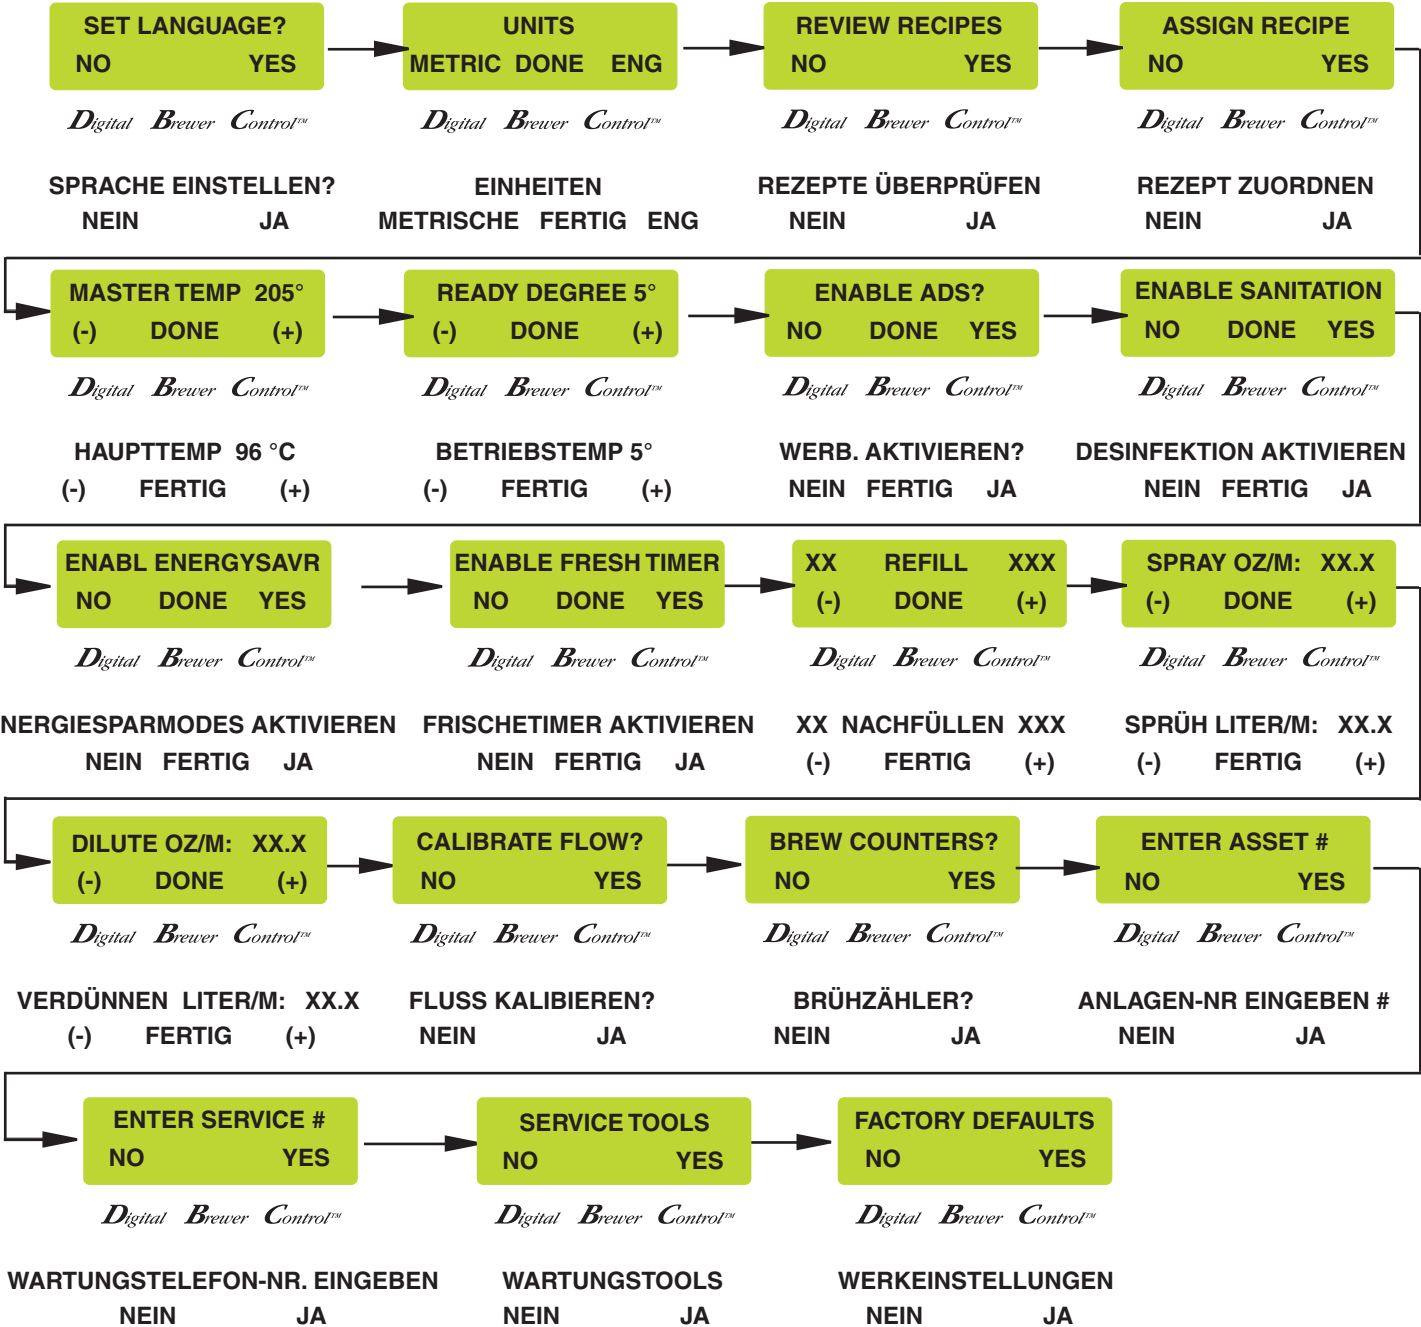 SET LANGUAGE?
NO YES
Digital Brewer Control™
SPRACHE EINSTELLEN?
NEIN JA
UNITS
METRIC DONE ENG
Digital Brewer Control™
EINHEITEN
METRISCHE FERTIG ENG
REVIEW RECIPES
NO YES
Digital Brewer Control™
REZEPTE ÜBERPRÜFEN
NEIN JA
ASSIGN RECIPE
NO YES
Digital Brewer Control™
REZEPT ZUORDNEN
NEIN JA
MASTER TEMP 205°
(-) DONE (+)
Digital Brewer Control™
HAUPTTEMP 96 °C
(-) FERTIG (+)
READY DEGREE 5°
(-) DONE (+)
Digital Brewer Control™
BETRIEBSTEMP 5°
(-) FERTIG (+)
ENABLE ADS?
NO DONE YES
Digital Brewer Control™
WERB. AKTIVIEREN?
NEIN FERTIG JA
ENABLE SANITATION
NO DONE YES
Digital Brewer Control™
DESINFEKTION AKTIVIEREN
NEIN FERTIG JA
ENABL ENERGYSAVR
NO DONE YES
Digital Brewer Control™
NERGIESPARMODES AKTIVIEREN
NEIN FERTIG JA
ENABLE FRESH TIMER
NO DONE YES
Digital Brewer Control™
FRISCHETIMER AKTIVIEREN
NEIN FERTIG JA
XX REFILL XXX
(-) DONE (+)
Digital Brewer Control™
XX NACHFÜLLEN XXX
(-) FERTIG (+)
SPRAY OZ/M: XX.X
(-) DONE (+)
Digital Brewer Control™
SPRÜH LITER/M: XX.X
(-) FERTIG (+)
DILUTE OZ/M: XX.X
(-) DONE (+)
Digital Brewer Control™
VERDÜNNEN LITER/M: XX.X
(-) FERTIG (+)
CALIBRATE FLOW?
NO YES
Digital Brewer Control™
FLUSS KALIBIEREN?
NEIN JA
BREW COUNTERS?
NO YES
Digital Brewer Control™
BRÜHZÄHLER?
NEIN JA
ENTER ASSET #
NO YES
Digital Brewer Control™
ANLAGEN-NR EINGEBEN #
NEIN JA
ENTER SERVICE #
NO YES
Digital Brewer Control™
WARTUNGSTELEFON-NR. EINGEBEN
NEIN JA
SERVICE TOOLS
NO YES
Digital Brewer Control™
WARTUNGSTOOLS
NEIN JA
FACTORY DEFAULTS
NO YES
Digital Brewer Control™
WERKEINSTELLUNGEN
NEIN JA